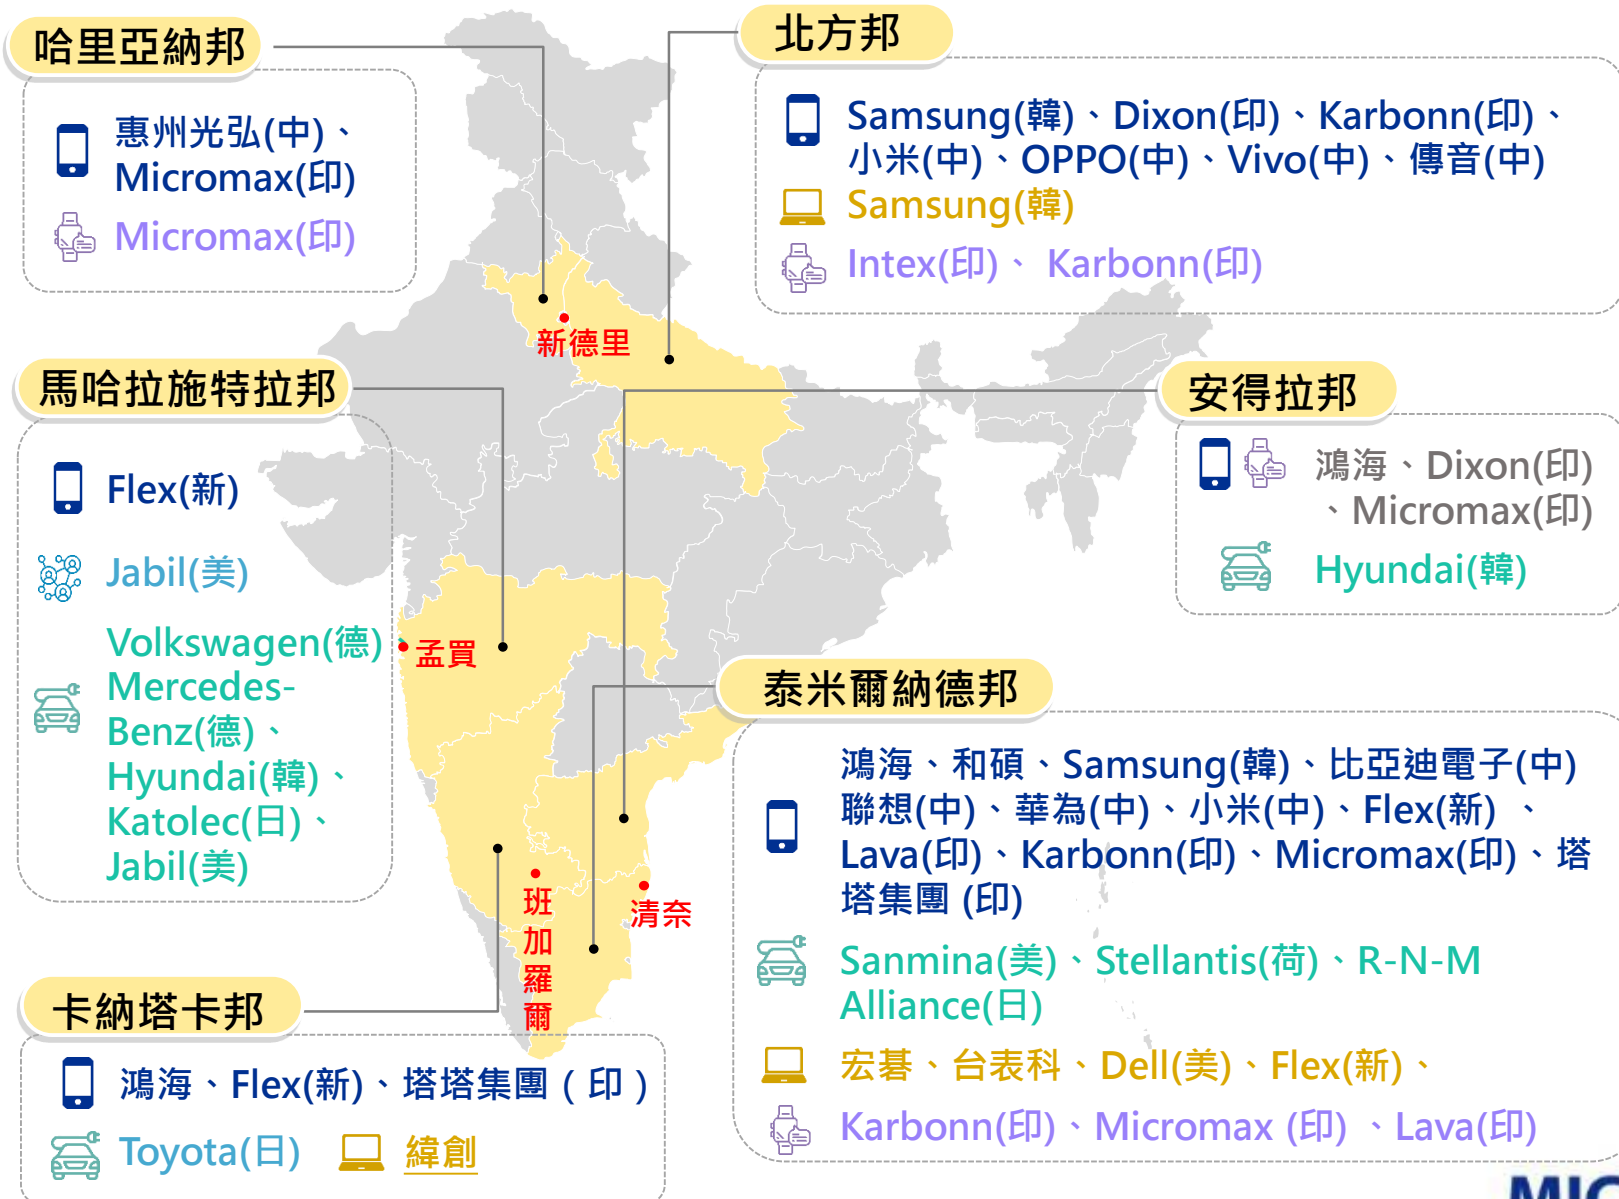 哈里亞納邦
惠州光弘(中)、
Micromax(印)
Micromax(印)
北方邦
Samsung(韓)、Dixon(印)、Karbonn(印)、
小米(中)、OPPO(中)、Vivo(中)、傳音(中)
Samsung(韓)
Intex(印)、 Karbonn(印)
新德里
馬哈拉施特拉邦
Flex(新)
Jabil(美)
Volkswagen(德)、
Mercedes-
Benz(德)、
Hyundai(韓)、
Katolec(日)、
Jabil(美)
孟買
安得拉邦
鴻海、Dixon(印)
、Micromax(印)
Hyundai(韓)
泰米爾納德邦
鴻海、和碩、Samsung(韓)、比亞迪電子(中)
聯想(中)、華為(中)、小米(中)、Flex(新) 、
Lava(印)、Karbonn(印)、Micromax(印)、塔
塔集團 (印)
Sanmina(美)、Stellantis(荷)、R-N-M
Alliance(日)
宏碁、台表科、Dell(美)、Flex(新)、
Karbonn(印)、Micromax (印) 、Lava(印)
班加羅爾
清奈
卡納塔卡邦
鴻海、Flex(新)、塔塔集團（印）
Toyota(日) 緯創
MIC